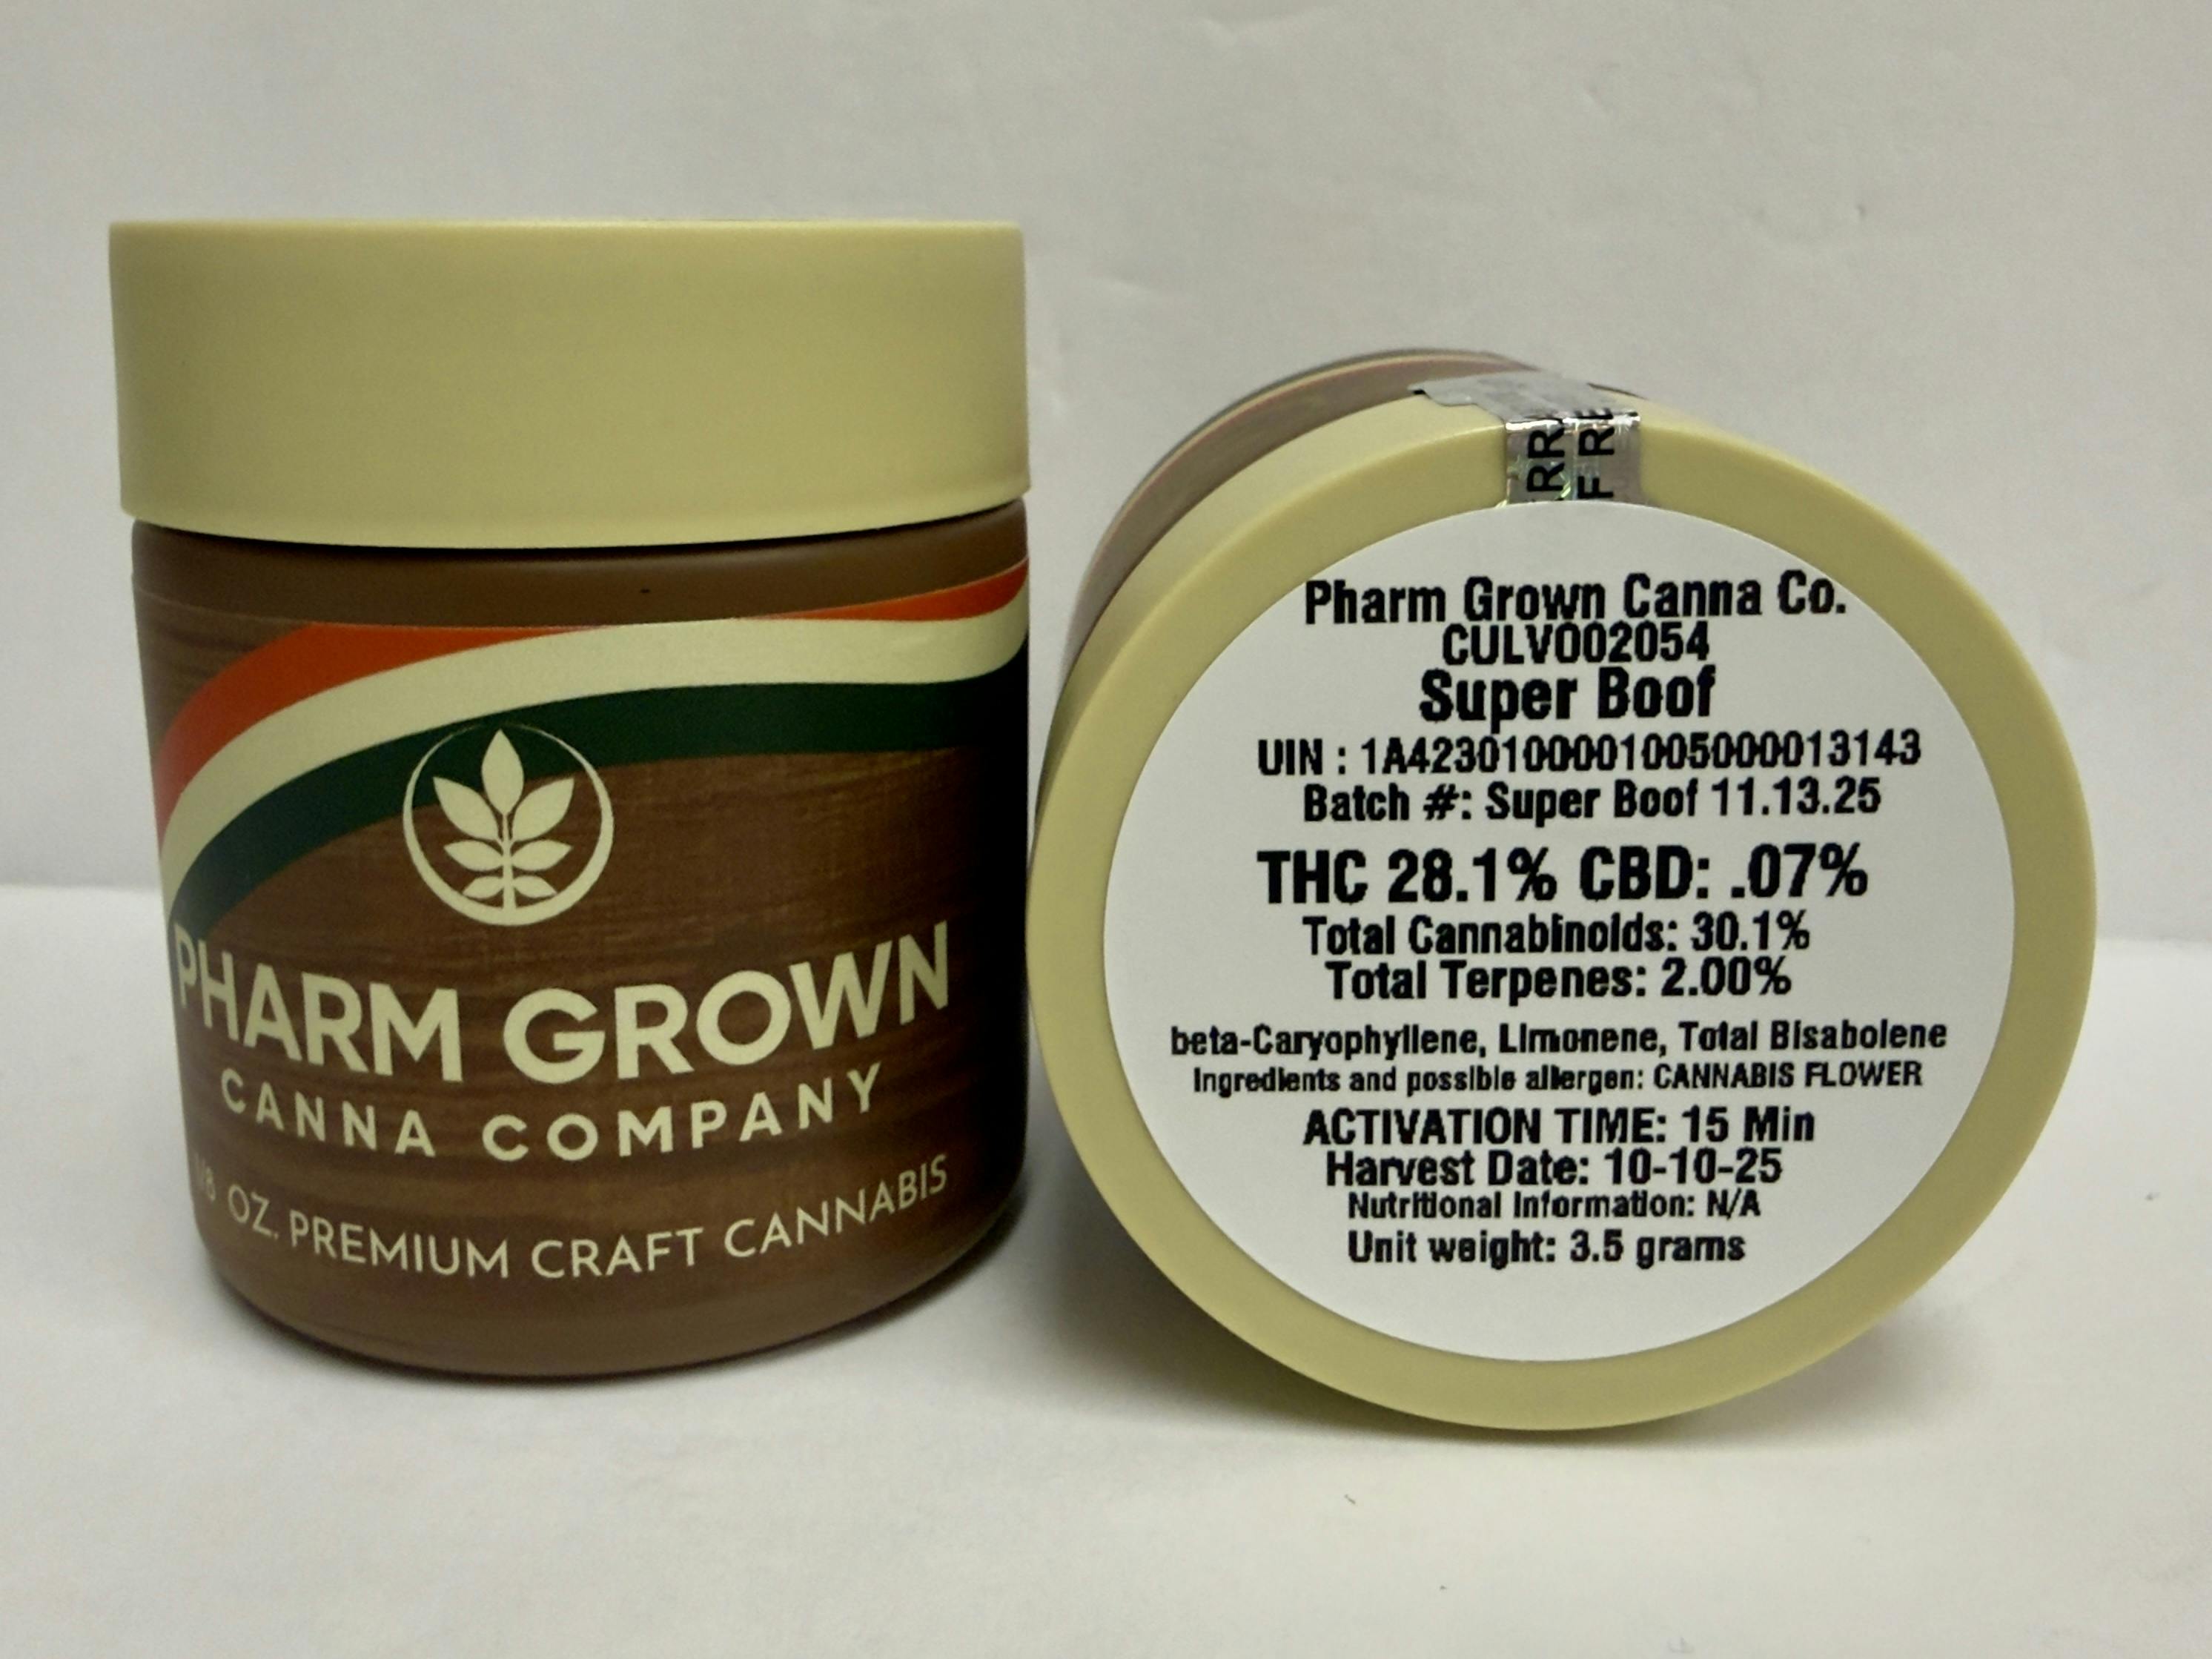 PHARM GROWN
CANNA COMPANY
1/8 OZ. PREMIUM CRAFT CANNABIS
Pharm Grown Canna Co.
CULV002054
Super Boof
UIN : 1A4230100001005000013143
Batch #: Super Boof 11.13.25
THC 28.1% CBD: .07%
Total Cannabinoids: 30.1%
Total Terpenes: 2.00%
beta-Caryophyllene, Limonene, Total Bisabolene
Ingredients and possible allergen: CANNABIS FLOWER
ACTIVATION TIME: 15 Min
Harvest Date: 10-10-25
Nutritional Information: N/A
Unit weight: 3.5 grams